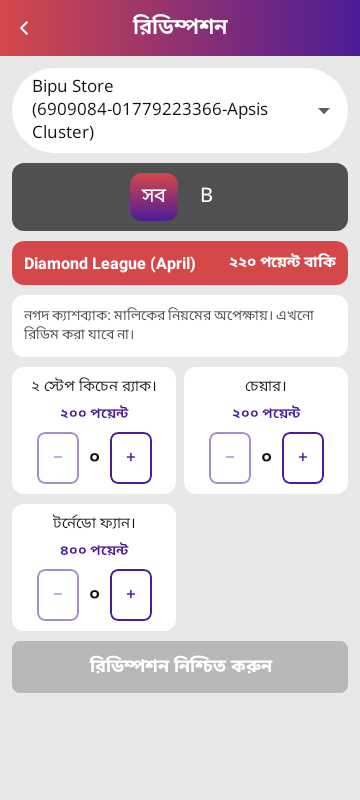 রিডিম্পশন
Bipu Store
(6909084-01779223366-Apsis
Cluster)
সব B
Diamond League (April) ২২০ পয়েন্ট বাকি
নগদ ক্যাশব্যাক: মালিকের নিয়মের অপেক্ষায়। এখনো
রিডিম করা যাবে না।
২ স্টেপ কিচেন র‍্যাক।
২০০ পয়েন্ট
− ০ +
চেয়ার।
২০০ পয়েন্ট
− ০ +
টর্নেডো ফ্যান।
৪০০ পয়েন্ট
− ০ +
রিডিম্পশন নিশ্চিত করুন